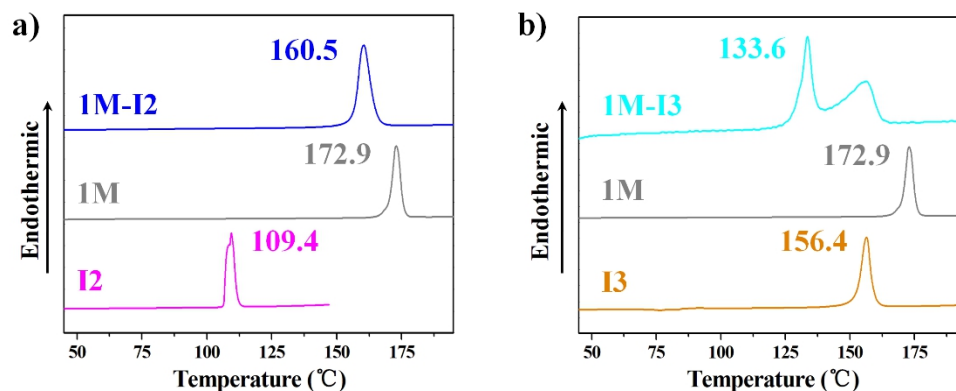 a)
Endothermic
160.5
1M-I2
172.9
1M
109.4
I2
50 75 100 125 150 175
Temperature (℃)
b)
Endothermic
133.6
1M-I3
172.9
1M
156.4
I3
50 75 100 125 150 175
Temperature (℃)